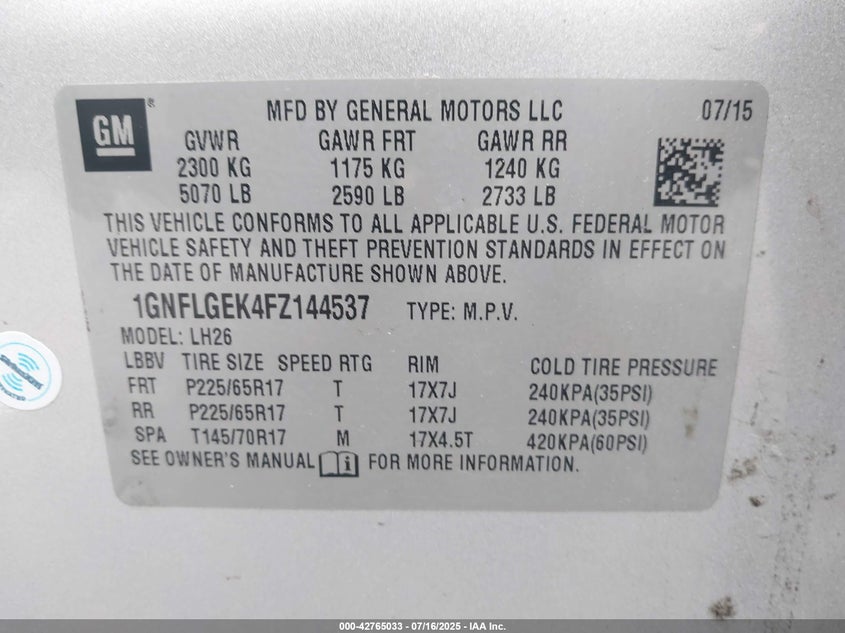 GM
MFD BY GENERAL MOTORS LLC 07/15
GVWR GAWR FRT GAWR RR
2300 KG 1175 KG 1240 KG
5070 LB 2590 LB 2733 LB
THIS VEHICLE CONFORMS TO ALL APPLICABLE U.S. FEDERAL MOTOR
VEHICLE SAFETY AND THEFT PREVENTION STANDARDS IN EFFECT ON
THE DATE OF MANUFACTURE SHOWN ABOVE.
1GNFLGEK4FZ144537 TYPE: M.P.V.
MODEL: LH26
LBBV TIRE SIZE SPEED RTG RIM COLD TIRE PRESSURE
FRT P225/65R17 T 17X7J 240KPA(35PSI)
RR P225/65R17 T 17X7J 240KPA(35PSI)
SPA T145/70R17 M 17X4.5T 420KPA(60PSI)
SEE OWNER'S MANUAL FOR MORE INFORMATION.
000-42765033 - 07/16/2025 - IAA Inc.